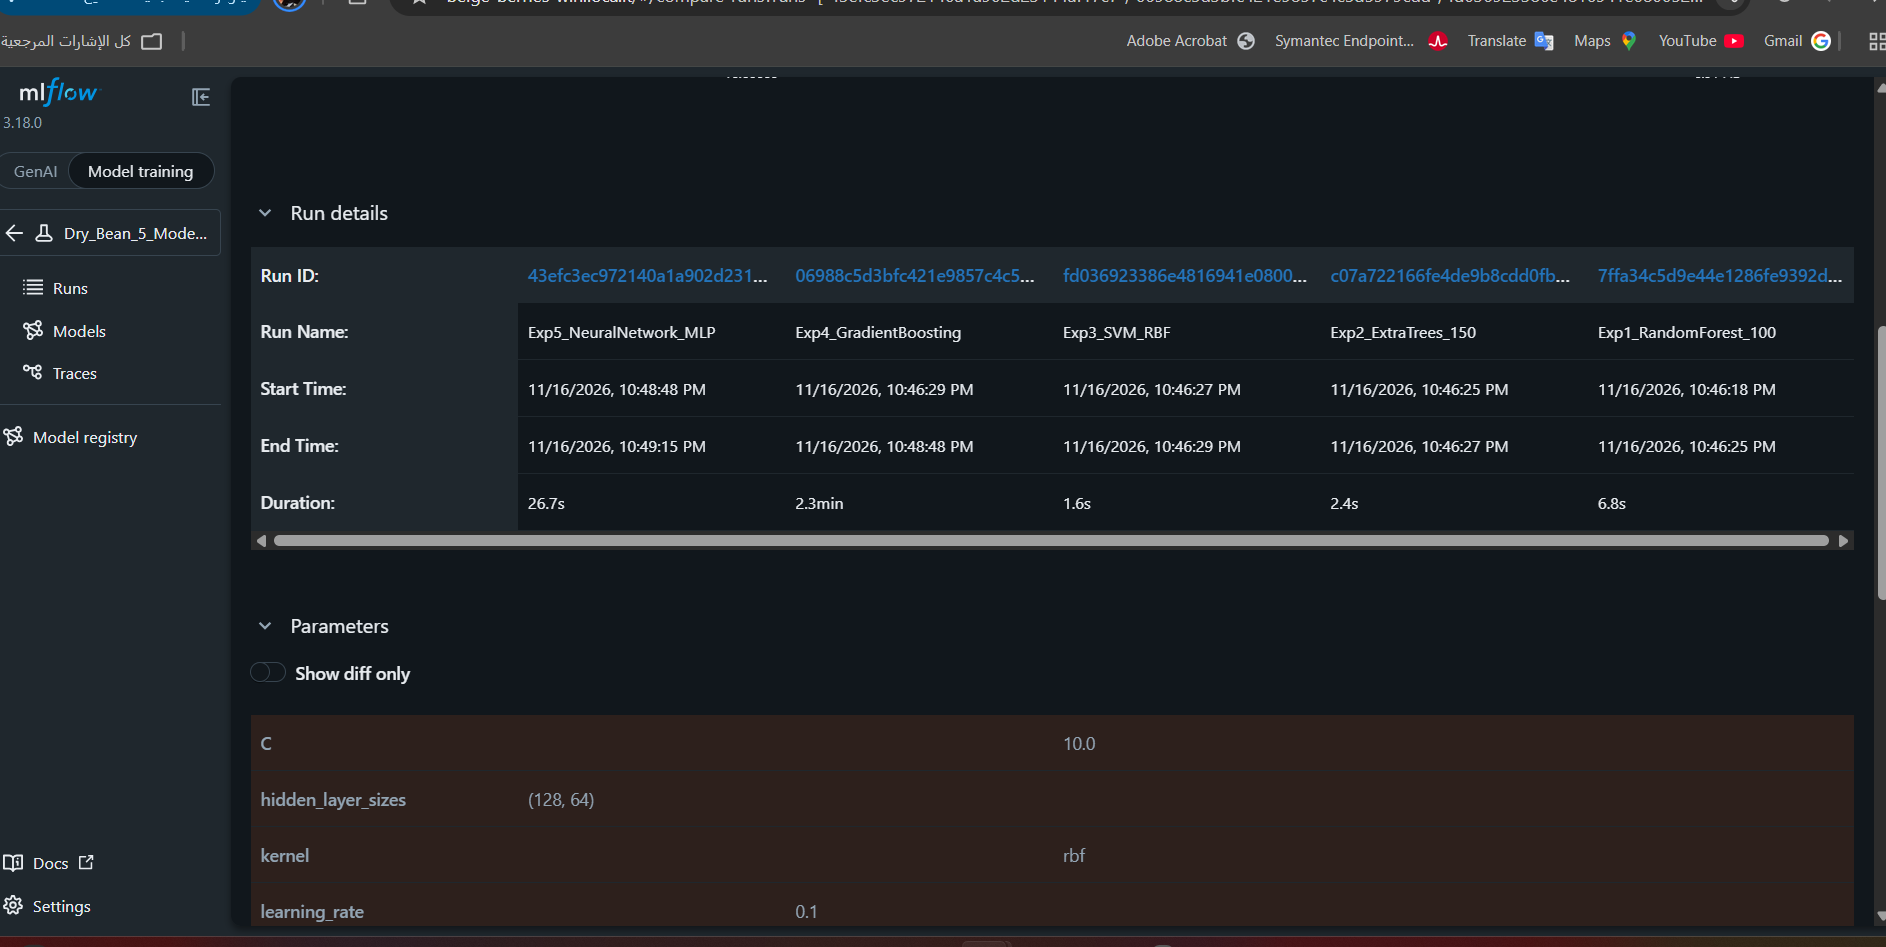 كل الإشارات المرجعية
Adobe Acrobat
Symantec Endpoint...
Translate
Maps
YouTube
Gmail
mlflow
3.18.0
GenAI
Model training
Dry_Bean_5_Mode...
Runs
Models
Traces
Model registry
Docs
Settings
Run details
Run ID: 43efc3ec972140a1a902d231... 06988c5d3bfc421e9857c4c5... fd036923386e4816941e0800... c07a722166fe4de9b8cdd0fb... 7ffa34c5d9e44e1286fe9392d...
Run Name: Exp5_NeuralNetwork_MLP Exp4_GradientBoosting Exp3_SVM_RBF Exp2_ExtraTrees_150 Exp1_RandomForest_100
Start Time: 11/16/2026, 10:48:48 PM 11/16/2026, 10:46:29 PM 11/16/2026, 10:46:27 PM 11/16/2026, 10:46:25 PM 11/16/2026, 10:46:18 PM
End Time: 11/16/2026, 10:49:15 PM 11/16/2026, 10:48:48 PM 11/16/2026, 10:46:29 PM 11/16/2026, 10:46:27 PM 11/16/2026, 10:46:25 PM
Duration: 26.7s 2.3min 1.6s 2.4s 6.8s
Parameters
Show diff only
C 10.0
hidden_layer_sizes (128, 64)
kernel rbf
learning_rate 0.1